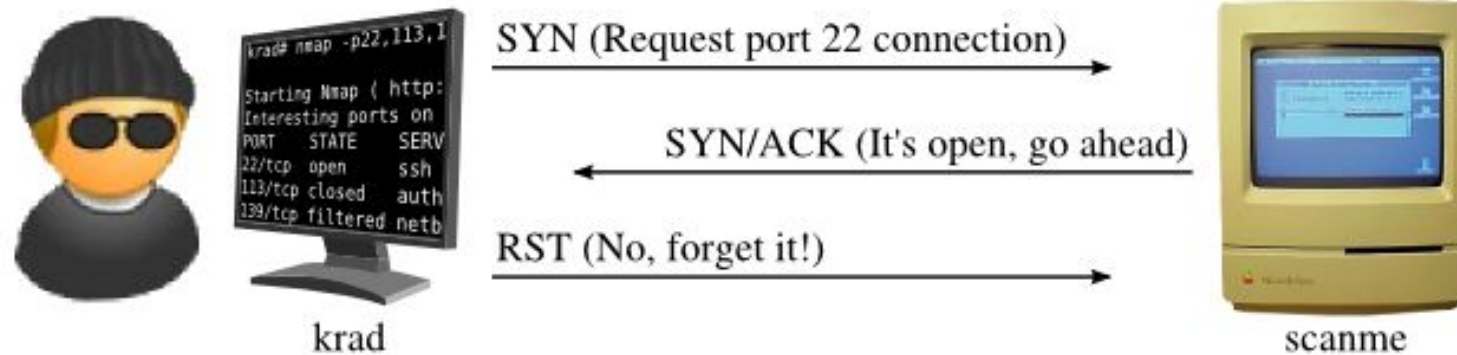 krad# nmap -p22,113,1
Starting Nmap ( http:
Interesting ports on
PORT STATE SERV
22/tcp open ssh
113/tcp closed auth
139/tcp filtered netb
SYN (Request port 22 connection)
SYN/ACK (It's open, go ahead)
RST (No, forget it!)
krad
scanme